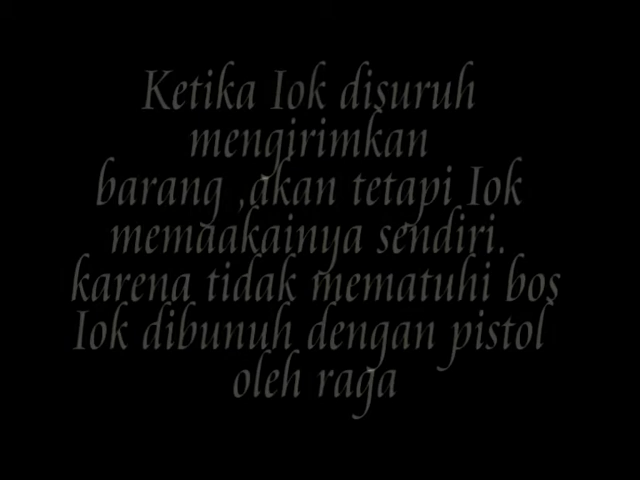 Ketika Iok disuruh
mengirimkan
barang ,akan tetapi Iok
memaakainya sendiri.
karena tidak mematuhi bos
Iok dibunuh dengan pistol
oleh raga